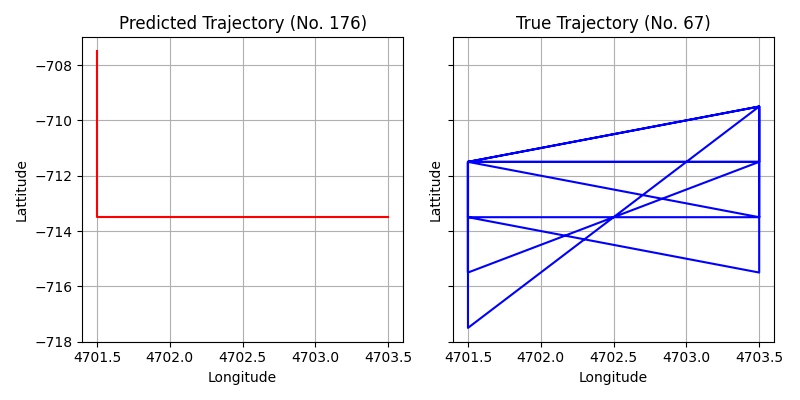 Predicted Trajectory (No. 176)
True Trajectory (No. 67)
−708
−710
−712
−714
−716
−718
Lattitude
Lattitude
4701.5 4702.0 4702.5 4703.0 4703.5
4701.5 4702.0 4702.5 4703.0 4703.5
Longitude
Longitude